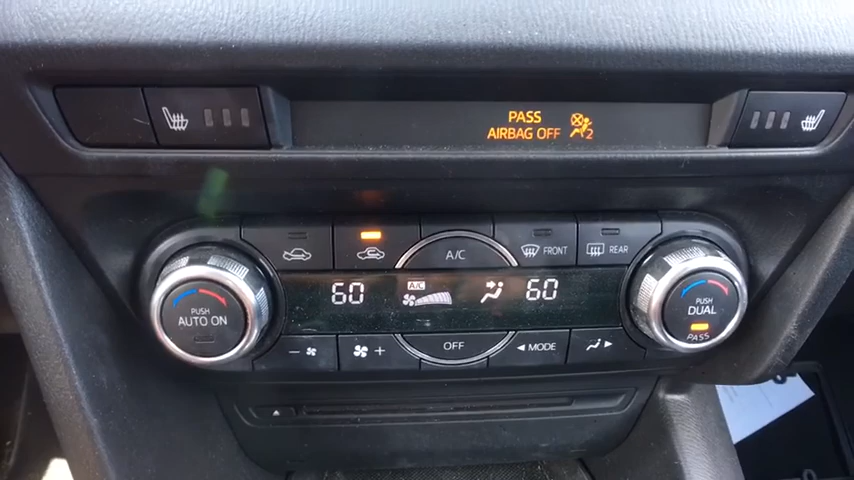 PASS
AIRBAG OFF 2
A/C
FRONT
REAR
60
A/C
60
PUSH
AUTO ON
PUSH
DUAL
PASS
- +
OFF
MODE